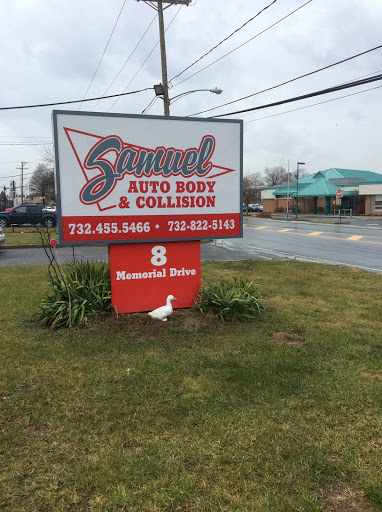 Samuel
AUTO BODY
& COLLISION
732.455.5466 • 732-822-5143
8
Memorial Drive